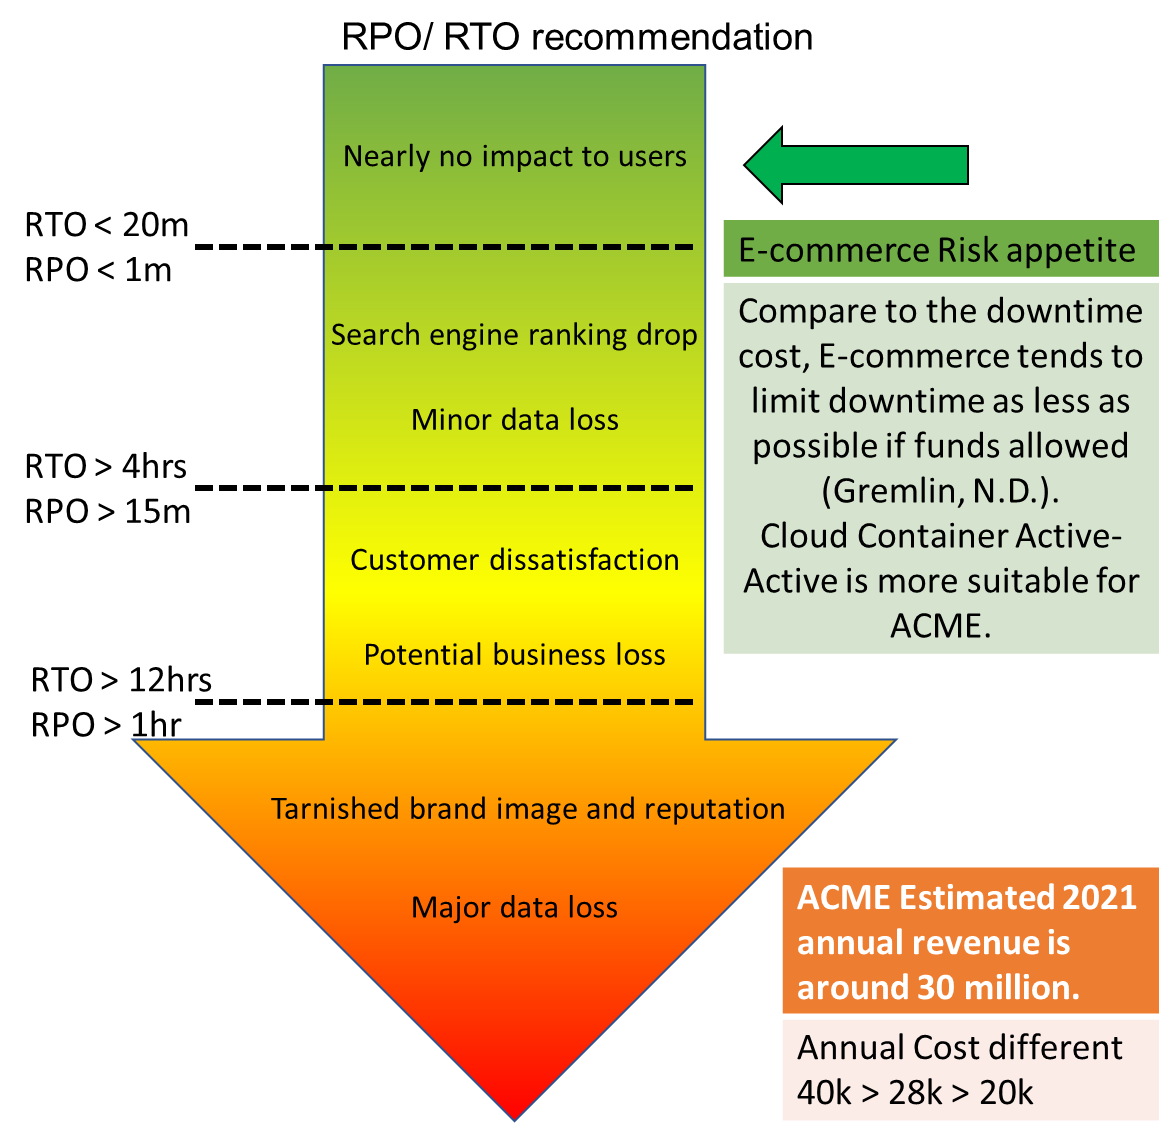 RPO/ RTO recommendation
Nearly no impact to users
RTO < 20m
RPO < 1m
E-commerce Risk appetite
Compare to the downtime
cost, E-commerce tends to
limit downtime as less as
possible if funds allowed
(Gremlin, N.D.).
Cloud Container Active-
Active is more suitable for
ACME.
Search engine ranking drop
Minor data loss
RTO > 4hrs
RPO > 15m
Customer dissatisfaction
Potential business loss
RTO > 12hrs
RPO > 1hr
Tarnished brand image and reputation
Major data loss
ACME Estimated 2021
annual revenue is
around 30 million.
Annual Cost different
40k > 28k > 20k